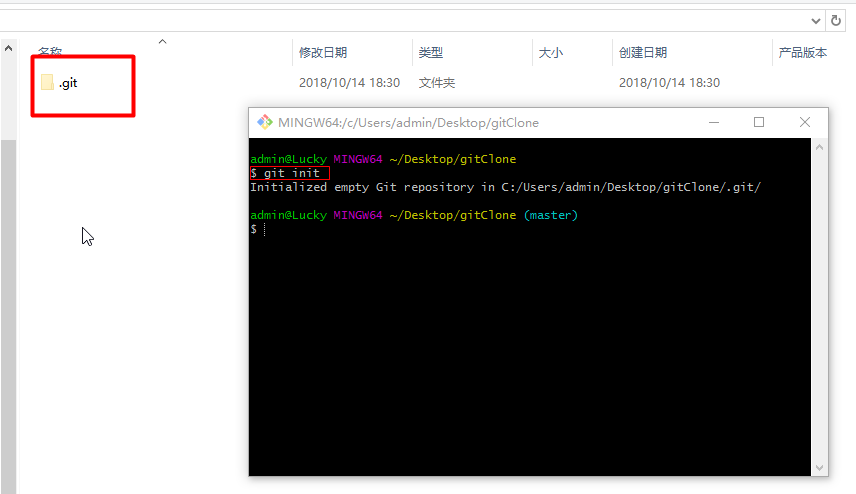 名称 修改日期 类型 大小 创建日期 产品版本
.git 2018/10/14 18:30 文件夹 2018/10/14 18:30
MINGW64:/c/Users/admin/Desktop/gitClone
admin@Lucky MINGW64 ~/Desktop/gitClone
$ git init
Initialized empty Git repository in C:/Users/admin/Desktop/gitClone/.git/
admin@Lucky MINGW64 ~/Desktop/gitClone (master)
$